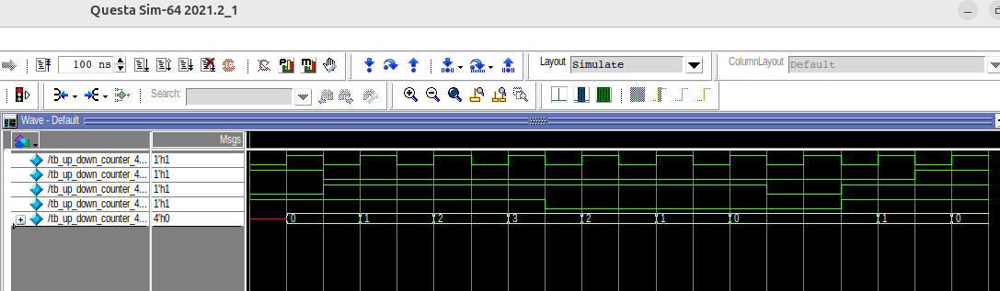 Questa Sim-64 2021.2_1
100 ns
Layout Simulate
ColumnLayout Default
Search:
Wave - Default
Msgs
/tb_up_down_counter_4... 1'h1
/tb_up_down_counter_4... 1'h1
/tb_up_down_counter_4... 1'h1
/tb_up_down_counter_4... 1'h1
/tb_up_down_counter_4... 4'h0 0 1 2 3 2 1 0 1 0